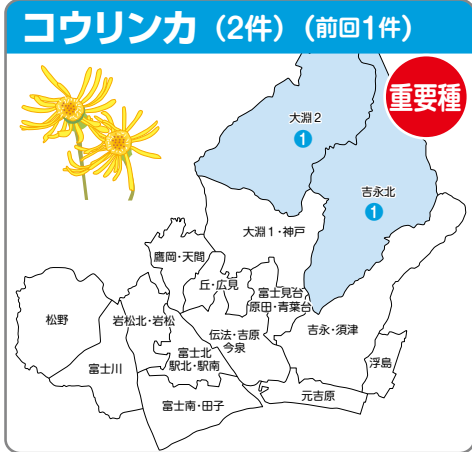 コウリンカ (2件) (前回1件)
重要種
大淵2
1
吉永北
1
大淵1・神戸
鷹岡・天間
丘・広見
富士見台
原田・青葉台
松野
岩松北・岩松
伝法・吉原
今泉
吉永・須津
富士川
富士北
駅北・駅南
浮島
富士南・田子
元吉原